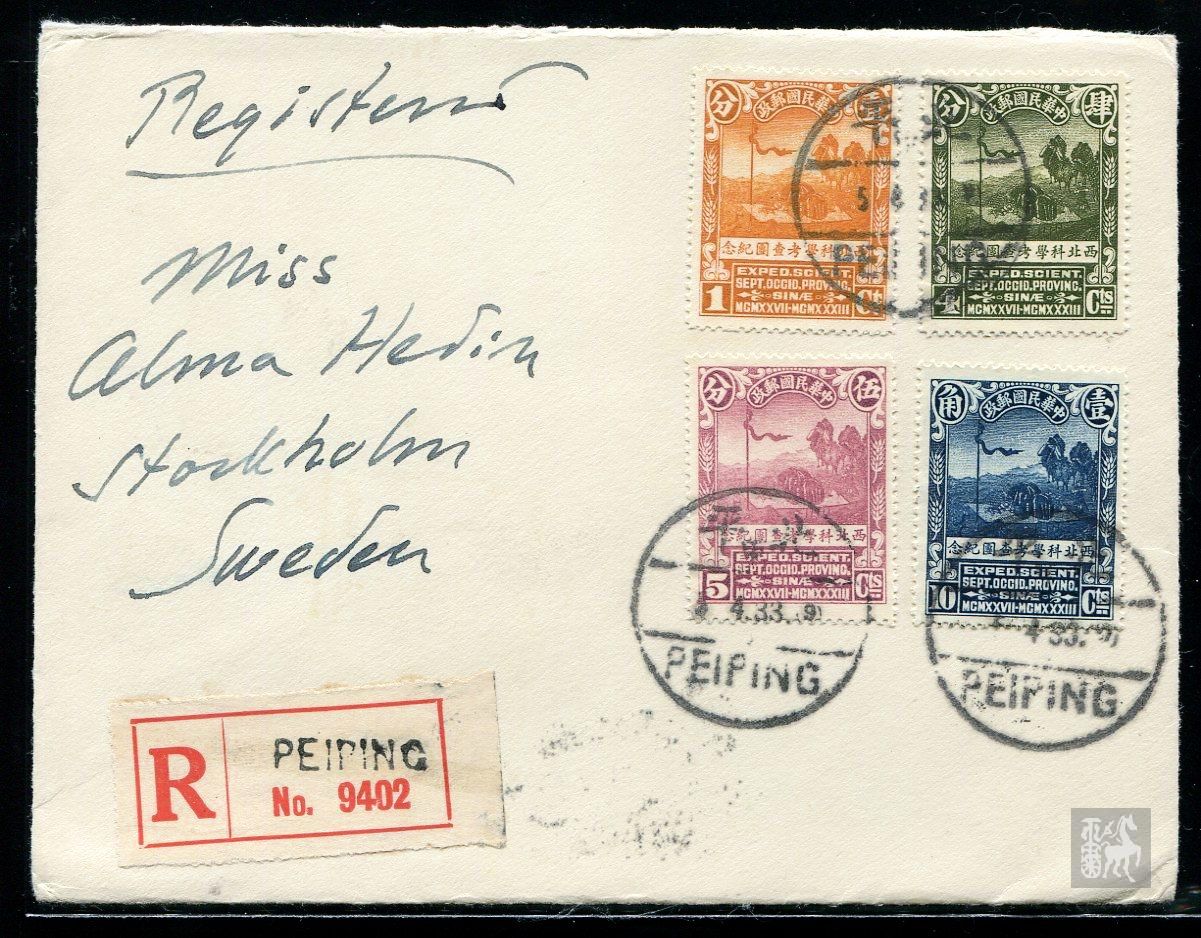 Registered
Miss
Alma Hedin
Stockholm
Sweden
分 中華民國郵政 壹
西北科學考查團紀念
EXPED.SCIENT.
SEPT.OCCID.PROVINC.
SINÆ
MCMXXVII-MCMXXXIII
1 Ct
分 中華民國郵政 肆
西北科學考查團紀念
EXPED.SCIENT.
SEPT.OCCID.PROVINC.
SINÆ
MCMXXVII-MCMXXXIII
4 Cts
PEIPING
分 中華民國郵政 伍
西北科學考查團紀念
EXPED.SCIENT.
SEPT.OCCID.PROVINC.
SINÆ
MCMXXVII-MCMXXXIII
5 Cts
北平
4.33.
PEIPING
角 中華民國郵政 壹
西北科學考查團紀念
EXPED.SCIENT.
SEPT.OCCID.PROVINC.
SINÆ
MCMXXVII-MCMXXXIII
10 Cts
4 33.
PEIPING
R PEIPING
No. 9402